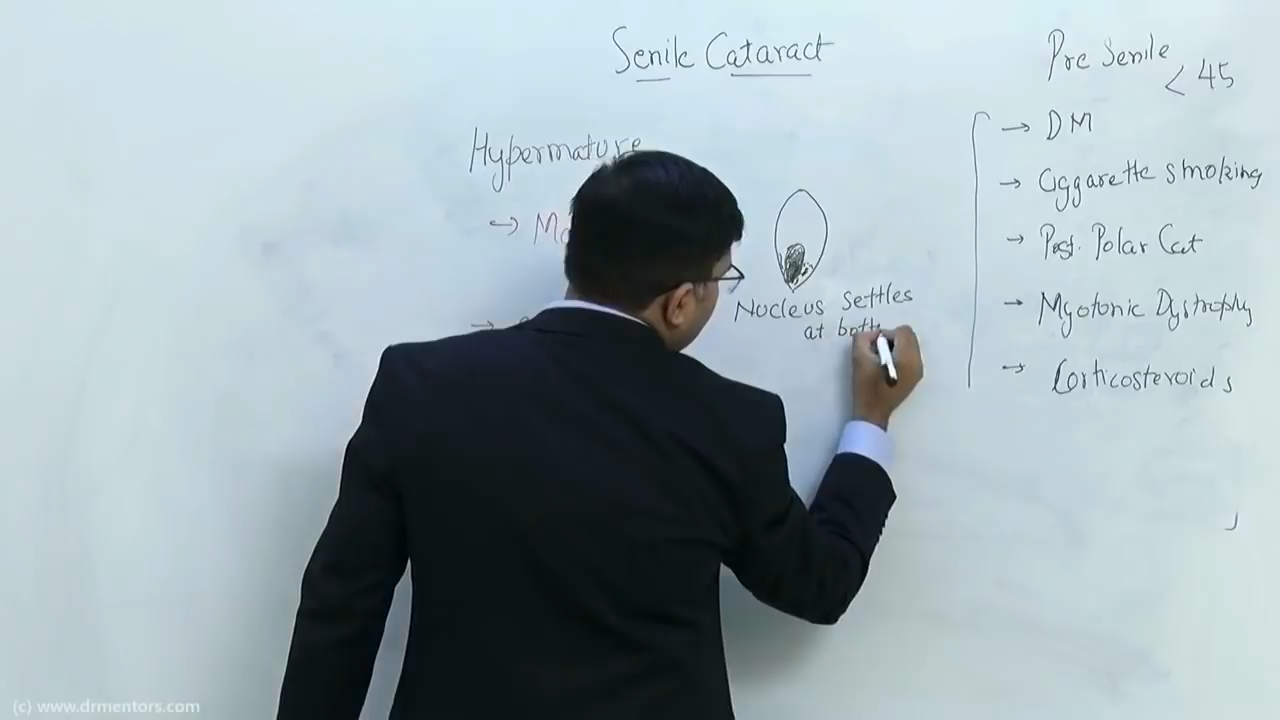 Senile Cataract
Pre Senile
< 45
Hypermature
→ DM
→ Ciggarette smoking
→ Post. Polar Cat
→ Myotonic Dystrophy
→ Corticosteroids
Nucleus Settles
at both
(c) www.drmentors.com